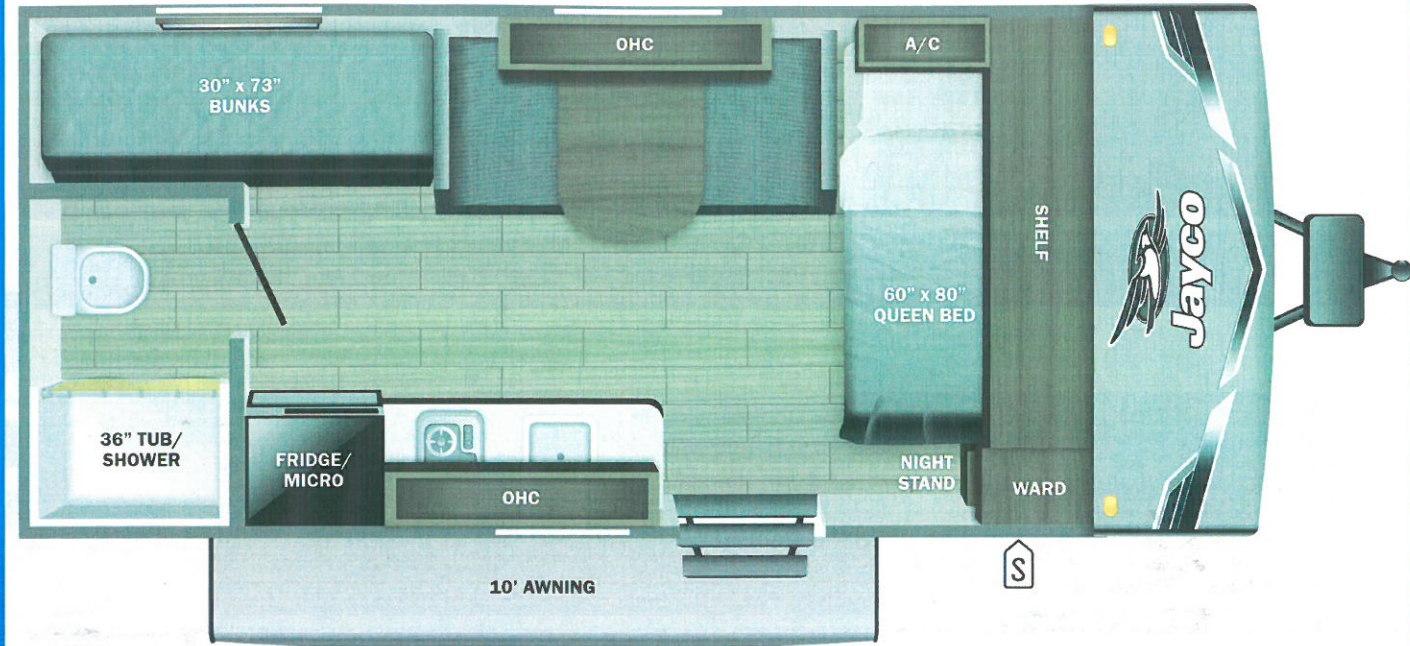 30” x 73”
BUNKS
OHC
A/C
SHELF
60” x 80”
QUEEN BED
Jayco
36” TUB/
SHOWER
FRIDGE/
MICRO
OHC
NIGHT
STAND
WARD
S
10’ AWNING